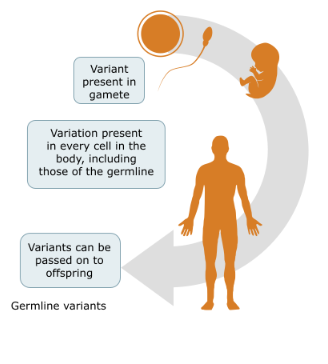 Variant
present in
gamete
Variation present
in every cell in the
body, including
those of the germline
Variants can be
passed on to
offspring
Germline variants